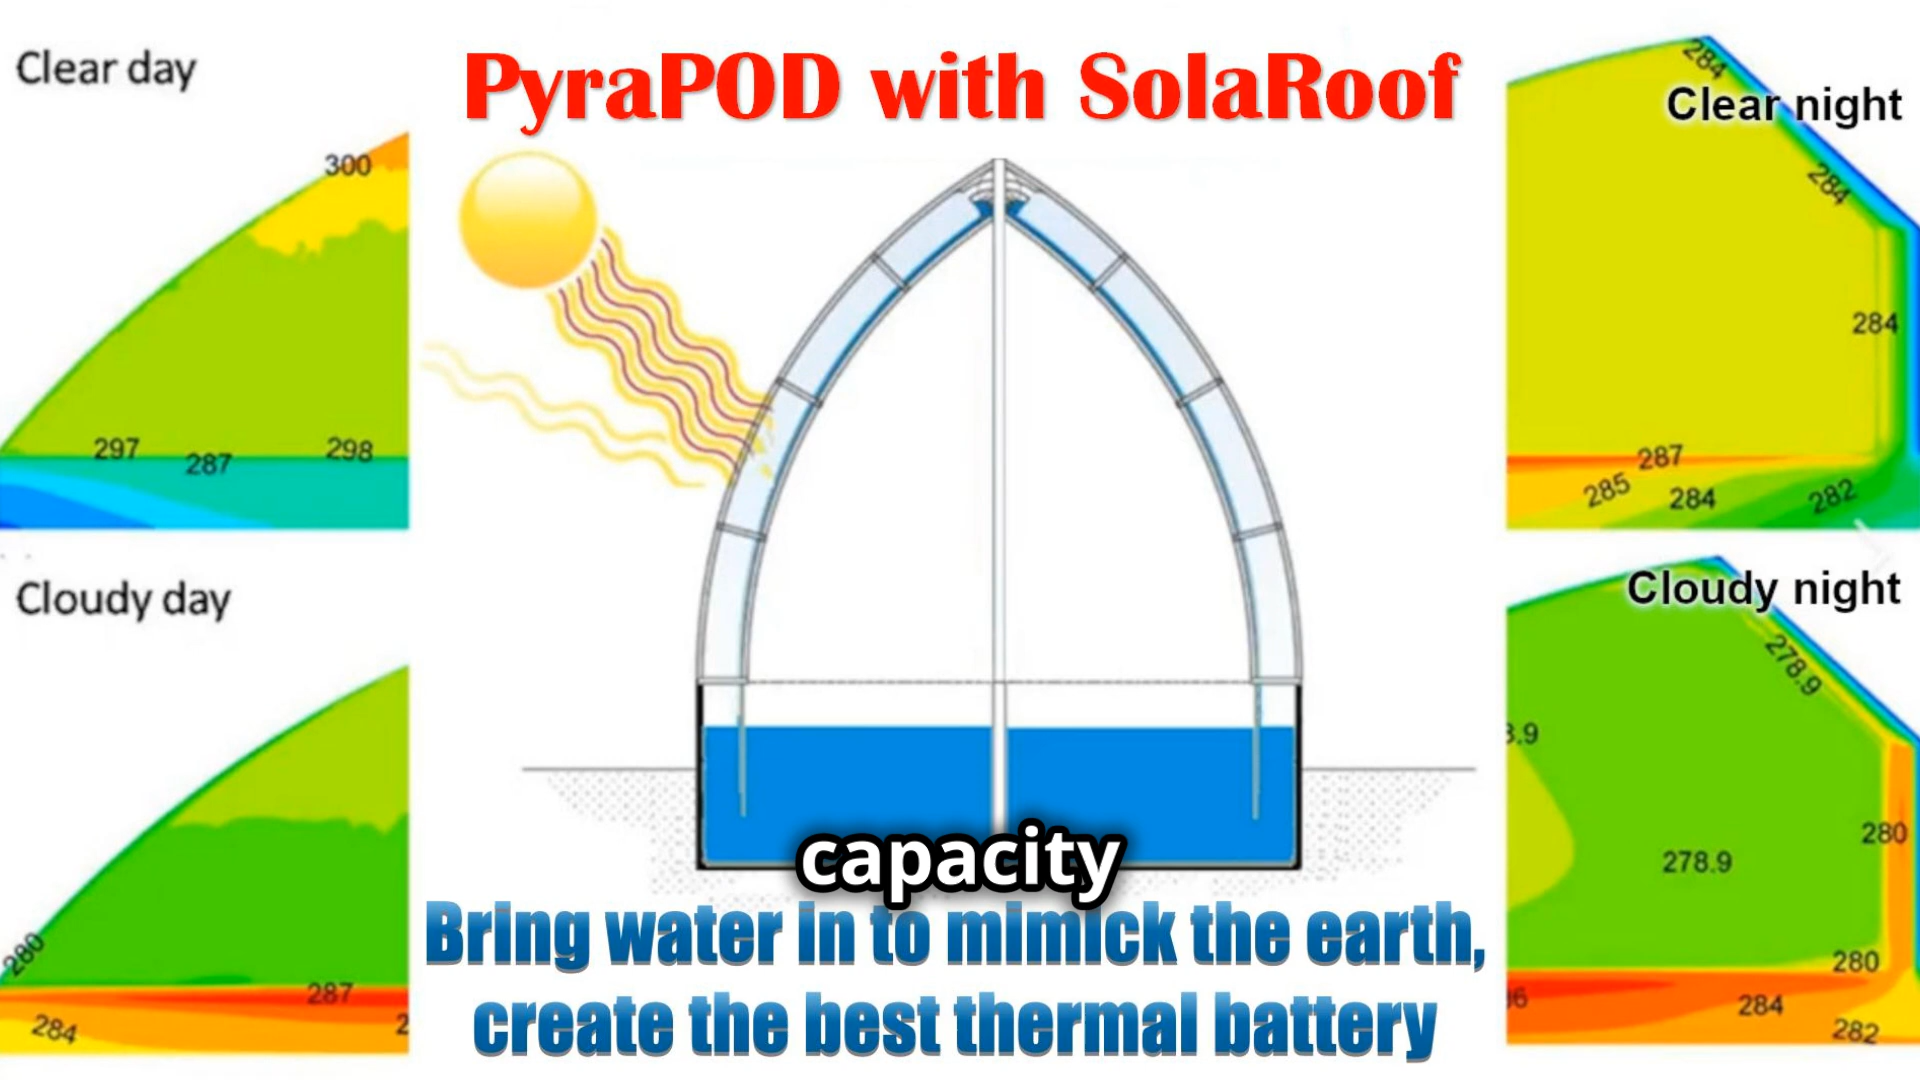 PyraPOD with SolaRoof
Clear day
300
297
287
298
Cloudy day
280
287
284
2
Clear night
284
284
284
287
285
284
282
Cloudy night
278.9
280
278.9
280
284
282
capacity
Bring water in to mimick the earth,
create the best thermal battery